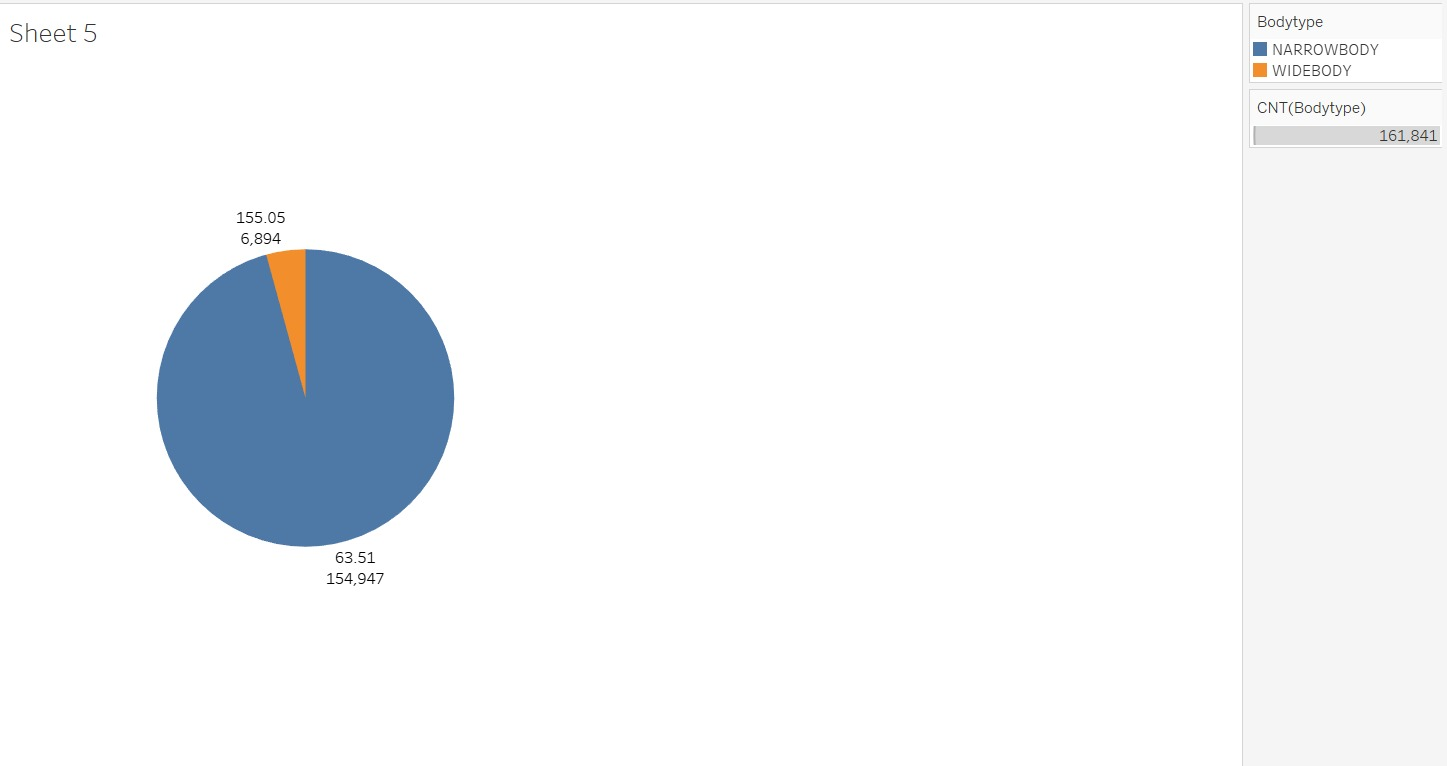 Sheet 5
155.05
6,894
63.51
154,947
Bodytype
NARROWBODY
WIDEBODY
CNT(Bodytype)
161,841